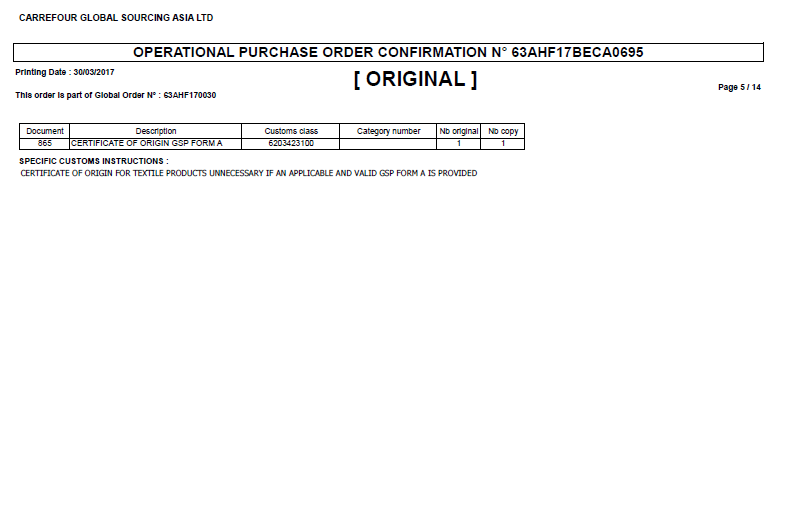 CARREFOUR GLOBAL SOURCING ASIA LTD
OPERATIONAL PURCHASE ORDER CONFIRMATION N° 63AHF17BECA0695
Printing Date : 30/03/2017
[ ORIGINAL ]
Page 5 / 14
This order is part of Global Order N° : 63AHF170030
Document Description Customs class Category number Nb original Nb copy
865 CERTIFICATE OF ORIGIN GSP FORM A 6203423100 1 1
SPECIFIC CUSTOMS INSTRUCTIONS :
CERTIFICATE OF ORIGIN FOR TEXTILE PRODUCTS UNNECESSARY IF AN APPLICABLE AND VALID GSP FORM A IS PROVIDED